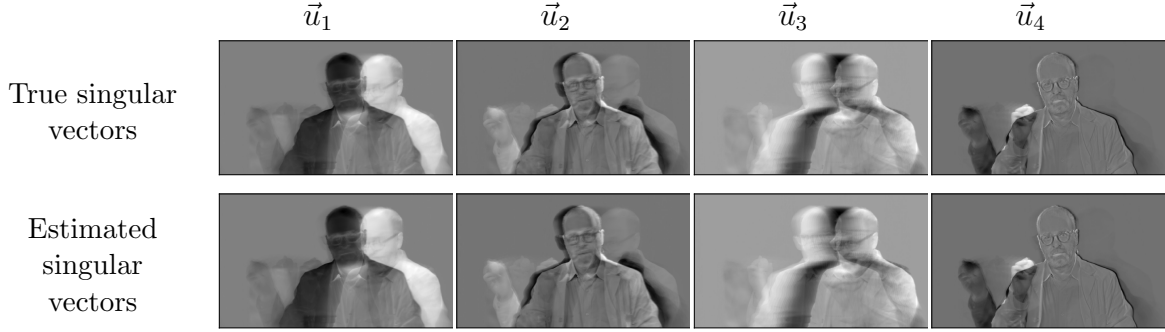 u⃗₁ u⃗₂ u⃗₃ u⃗₄
True singular
vectors
Estimated
singular
vectors